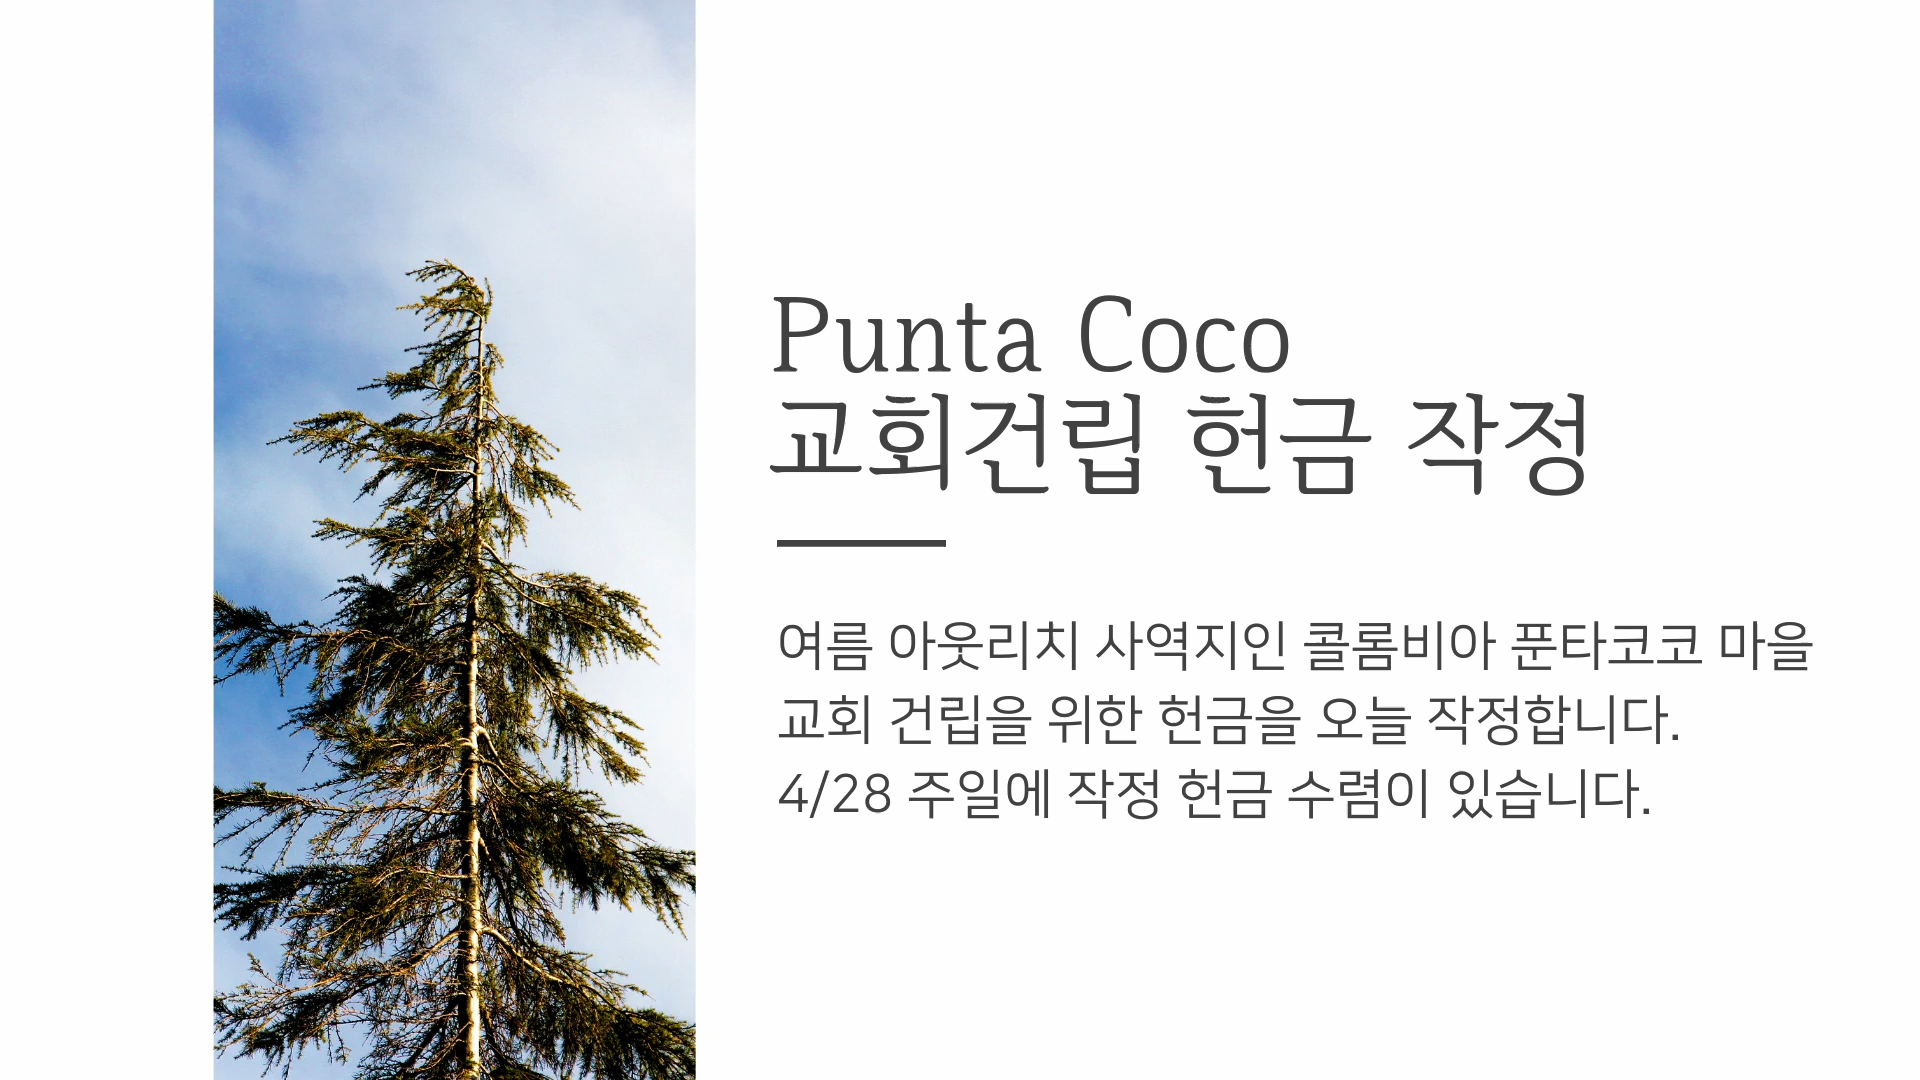 Punta Coco
교회건립 헌금 작정
여름 아웃리치 사역지인 콜롬비아 푼타코코 마을
교회 건립을 위한 헌금을 오늘 작정합니다.
4/28 주일에 작정 헌금 수렴이 있습니다.